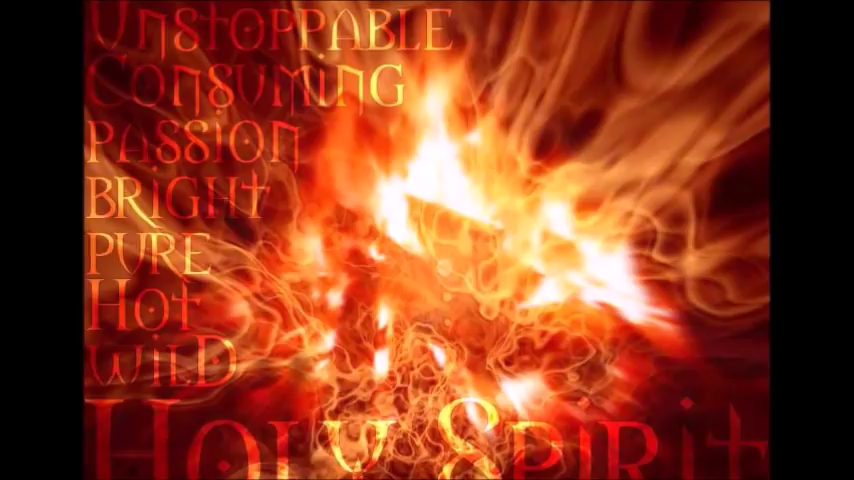 Unstoppable
Consuming
Passion
Bright
Pure
Hot
Wild
Holy Spirit